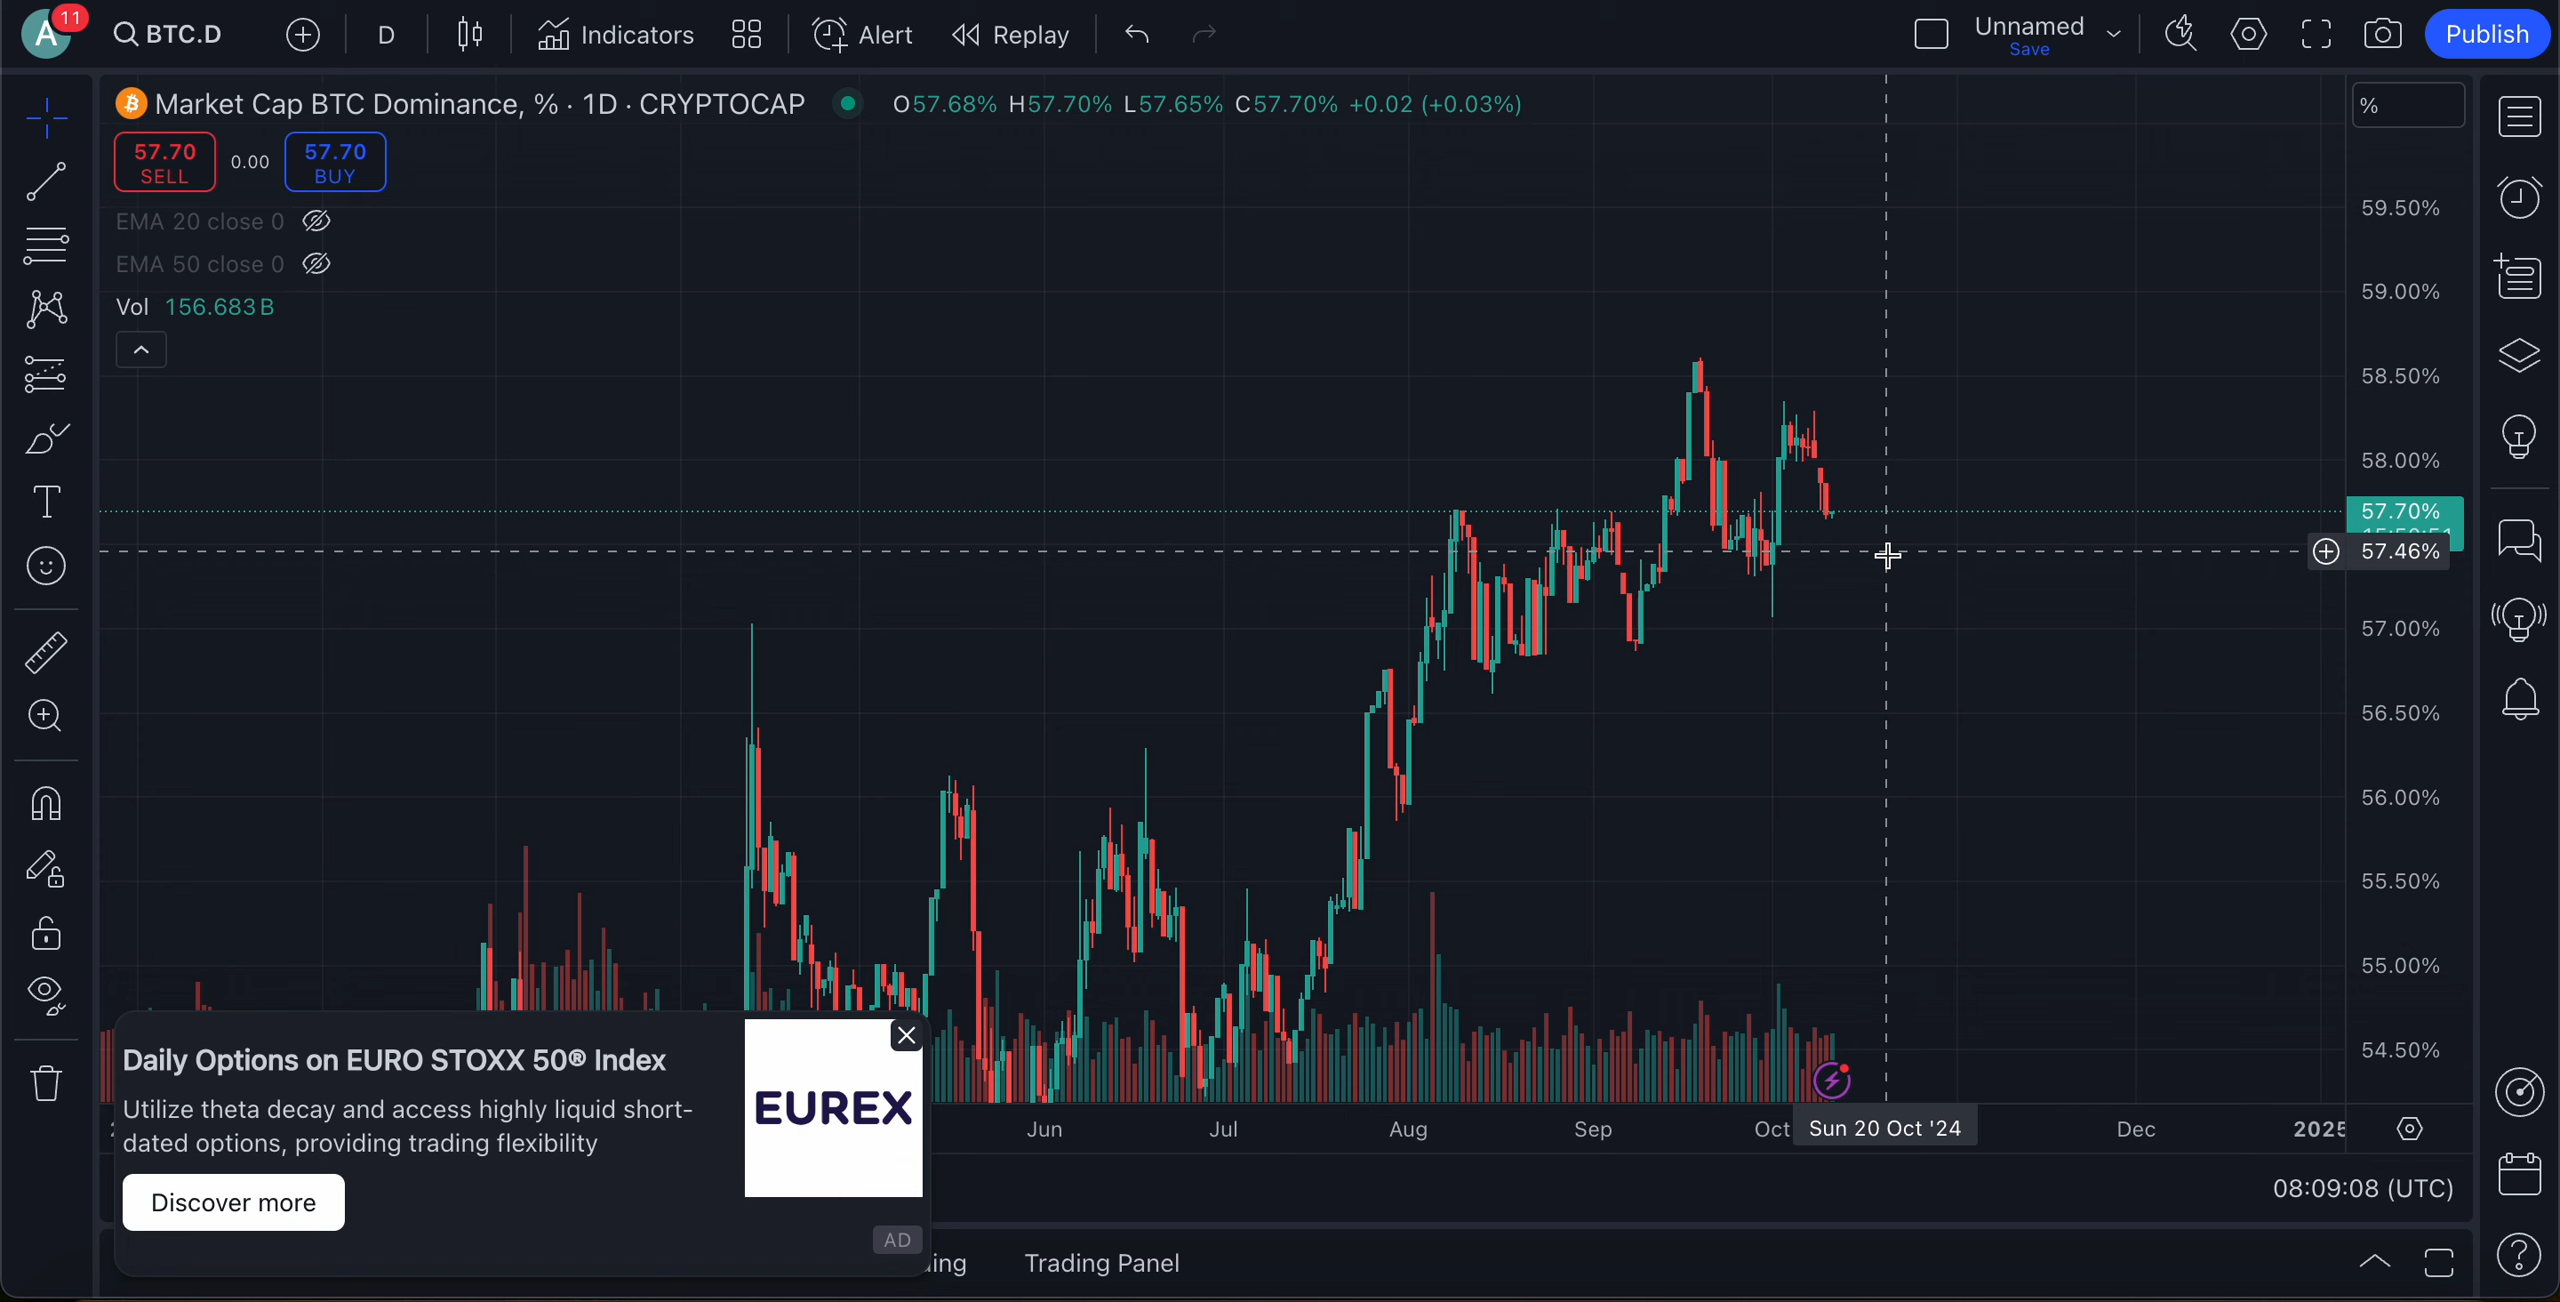 A 11 BTC.D D Indicators Alert Replay Unnamed Publish
Save
Market Cap BTC Dominance, % · 1D · CRYPTOCAP O57.68% H57.70% L57.65% C57.70% +0.02 (+0.03%) %
57.70 0.00 57.70
SELL BUY
EMA 20 close 0
EMA 50 close 0
Vol 156.683B
59.50%
59.00%
58.50%
58.00%
57.70%
57.46%
57.00%
56.50%
56.00%
55.50%
55.00%
54.50%
Jun Jul Aug Sep Oct Sun 20 Oct '24 Dec 2025
Daily Options on EURO STOXX 50® Index
Utilize theta decay and access highly liquid short-
dated options, providing trading flexibility
Discover more
EUREX
AD
08:09:08 (UTC)
ing Trading Panel